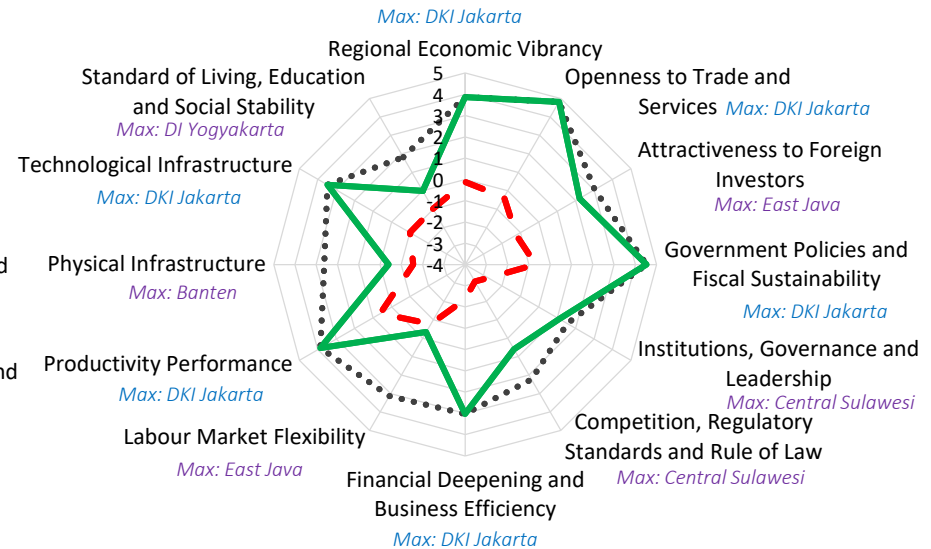 Max: DKI Jakarta
Regional Economic Vibrancy
Openness to Trade and
Services Max: DKI Jakarta
Attractiveness to Foreign
Investors
Max: East Java
Government Policies and
Fiscal Sustainability
Max: DKI Jakarta
Institutions, Governance and
Leadership
Max: Central Sulawesi
Competition, Regulatory
Standards and Rule of Law
Max: Central Sulawesi
Financial Deepening and
Business Efficiency
Max: DKI Jakarta
Labour Market Flexibility
Max: East Java
Productivity Performance
Max: DKI Jakarta
Physical Infrastructure
Max: Banten
Technological Infrastructure
Max: DKI Jakarta
Standard of Living, Education
and Social Stability
Max: DI Yogyakarta
5
4
3
2
1
0
-1
-2
-3
-4